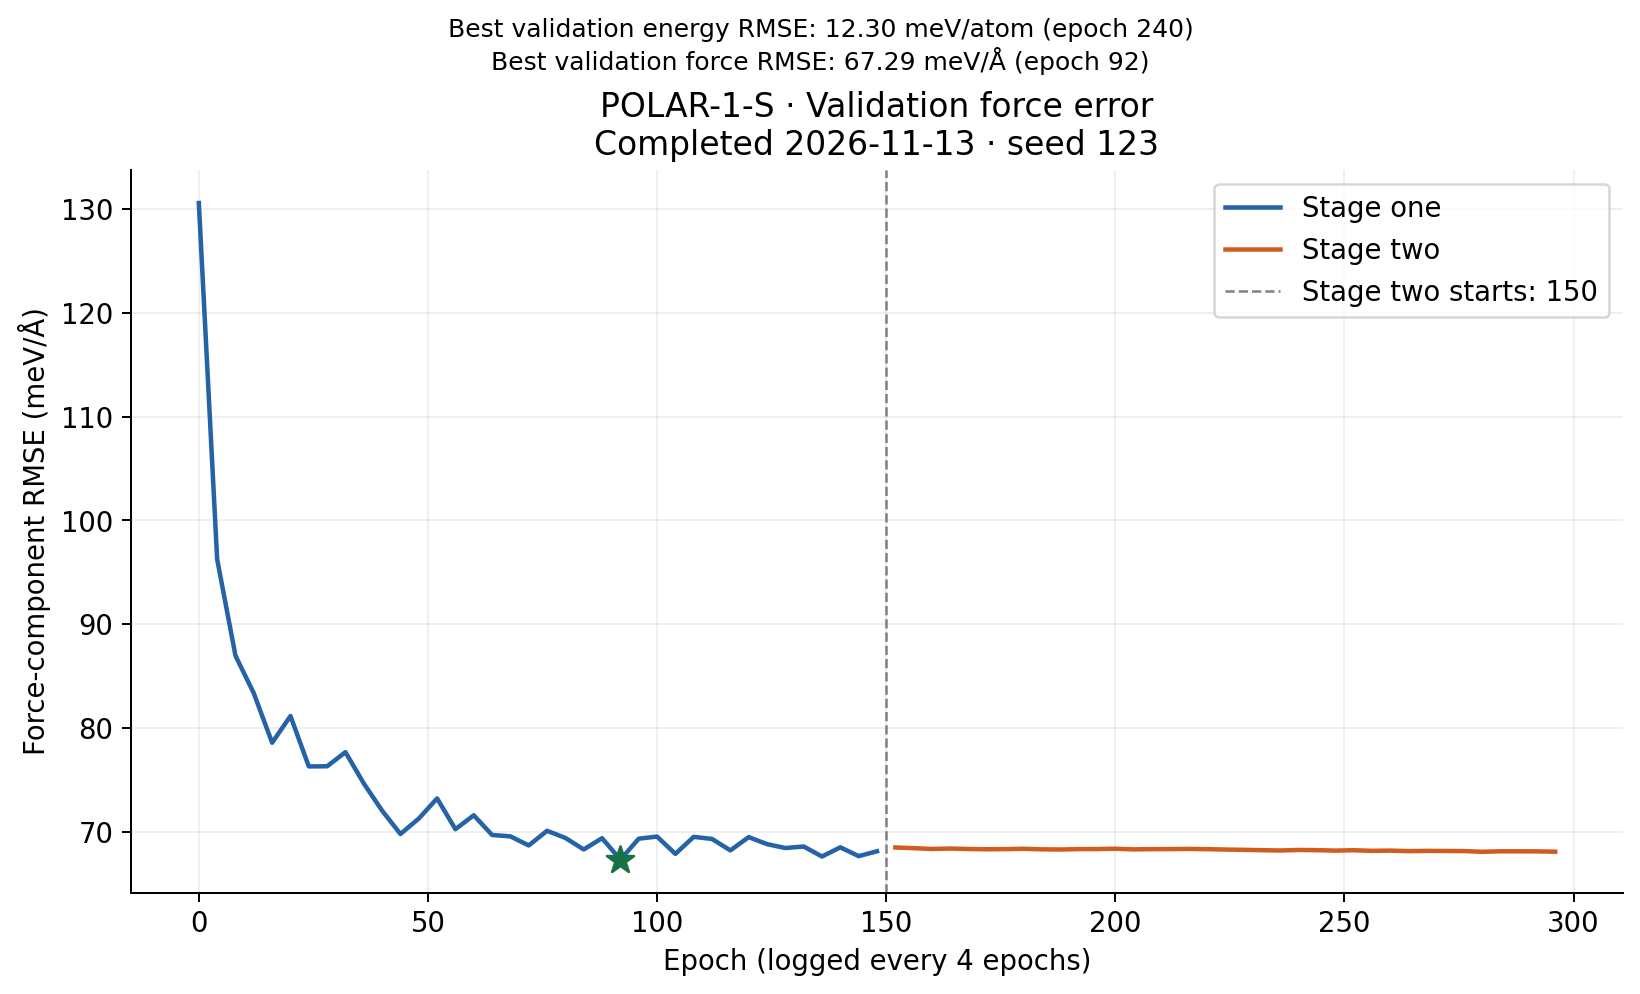 Best validation energy RMSE: 12.30 meV/atom (epoch 240)
Best validation force RMSE: 67.29 meV/Å (epoch 92)
POLAR-1-S · Validation force error
Completed 2026-11-13 · seed 123
Stage one
Stage two
Stage two starts: 150
Force-component RMSE (meV/Å)
130
120
110
100
90
80
70
0
50
100
150
200
250
300
Epoch (logged every 4 epochs)